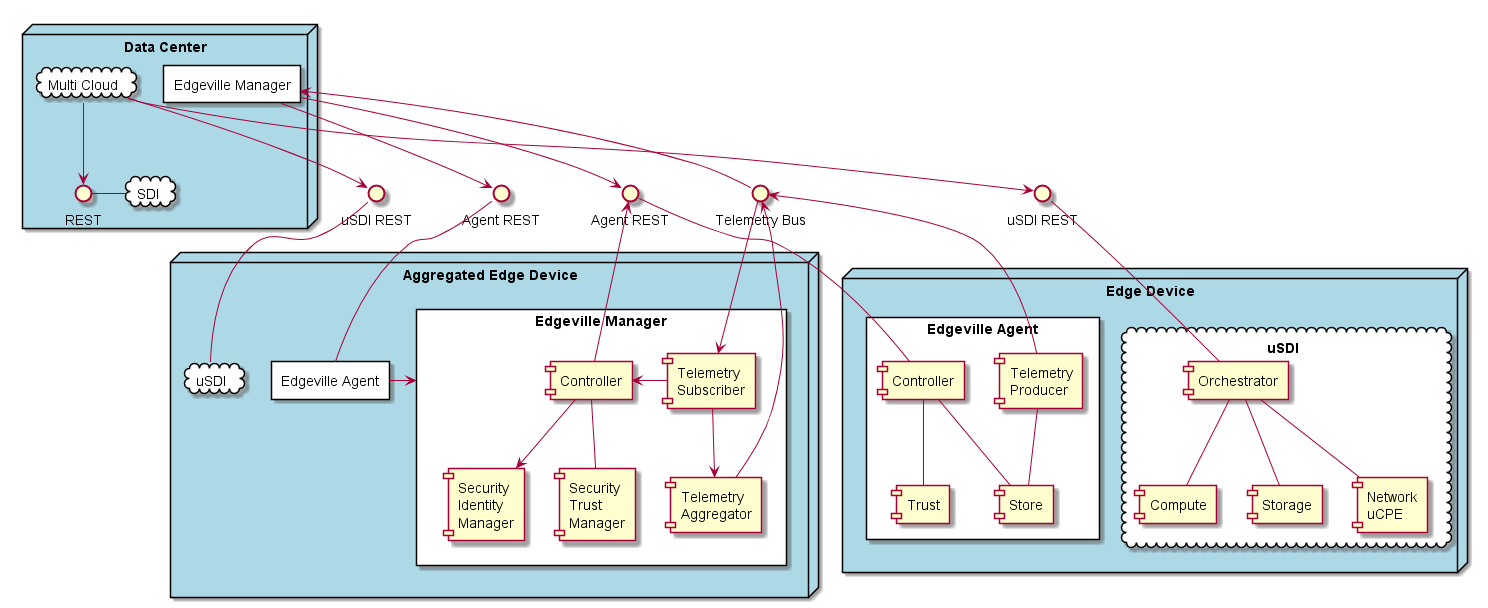 Data Center
Multi Cloud
Edgeville Manager
SDI
REST
uSDI REST
Agent REST
Agent REST
Telemetry Bus
uSDI REST
Aggregated Edge Device
Edgeville Manager
uSDI
Edgeville Agent
Controller
Telemetry
Subscriber
Security
Identity
Manager
Security
Trust
Manager
Telemetry
Aggregator
Edge Device
Edgeville Agent
Controller
Telemetry
Producer
Trust
Store
uSDI
Orchestrator
Compute
Storage
Network
uCPE